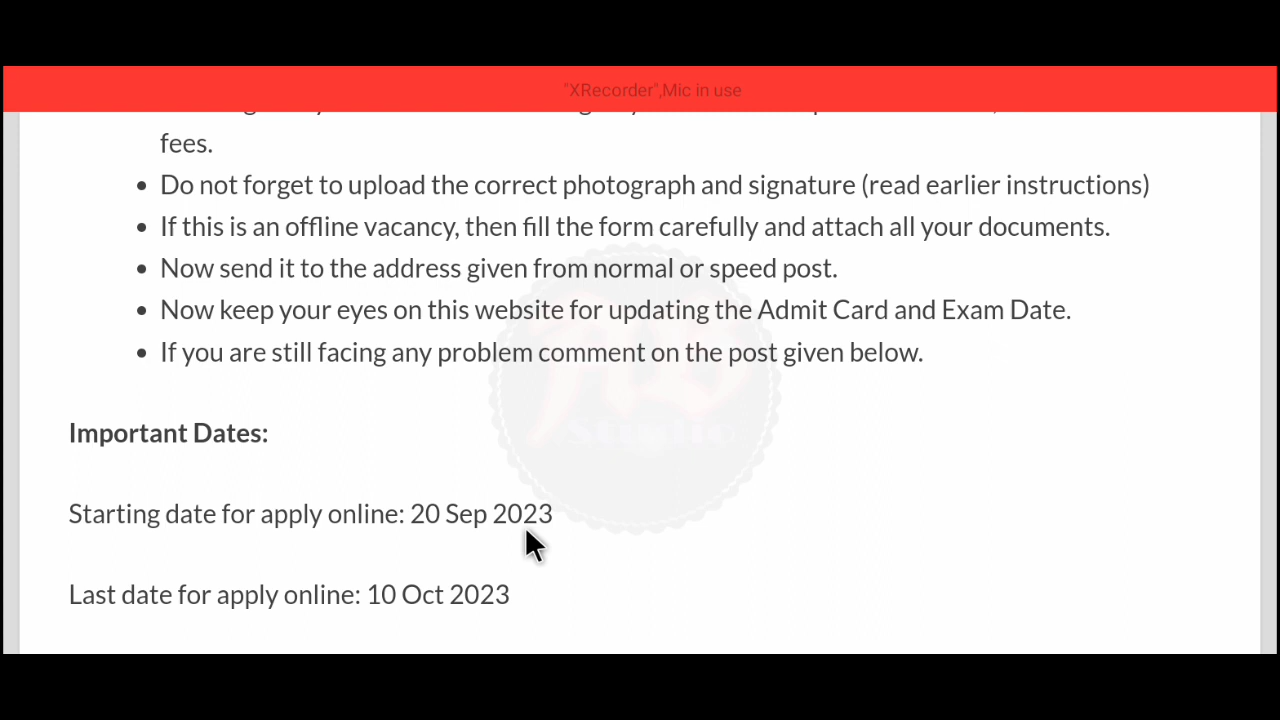 "XRecorder",Mic in use
fees.
Do not forget to upload the correct photograph and signature (read earlier instructions)
If this is an offline vacancy, then fill the form carefully and attach all your documents.
Now send it to the address given from normal or speed post.
Now keep your eyes on this website for updating the Admit Card and Exam Date.
If you are still facing any problem comment on the post given below.
Important Dates:
Starting date for apply online: 20 Sep 2023
Last date for apply online: 10 Oct 2023